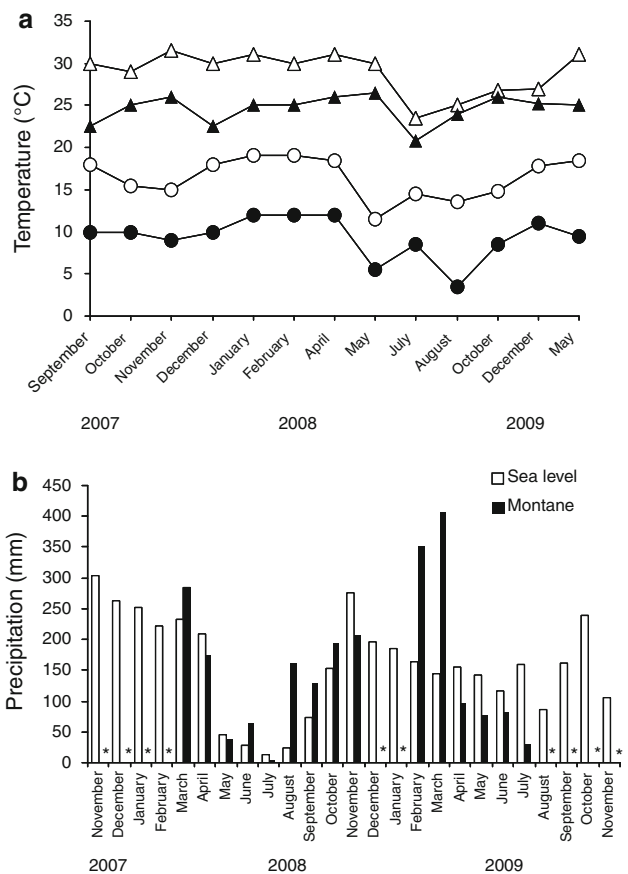 a
Temperature (°C)
35
30
25
20
15
10
5
0
September
October
November
December
January
February
April
May
July
August
October
December
May
2007
2008
2009
b
Precipitation (mm)
450
400
350
300
250
200
150
100
50
0
Sea level
Montane
* * * * * * * * * *
November
December
January
February
March
April
May
June
July
August
September
October
November
December
January
February
March
April
May
June
July
August
September
October
November
2007
2008
2009